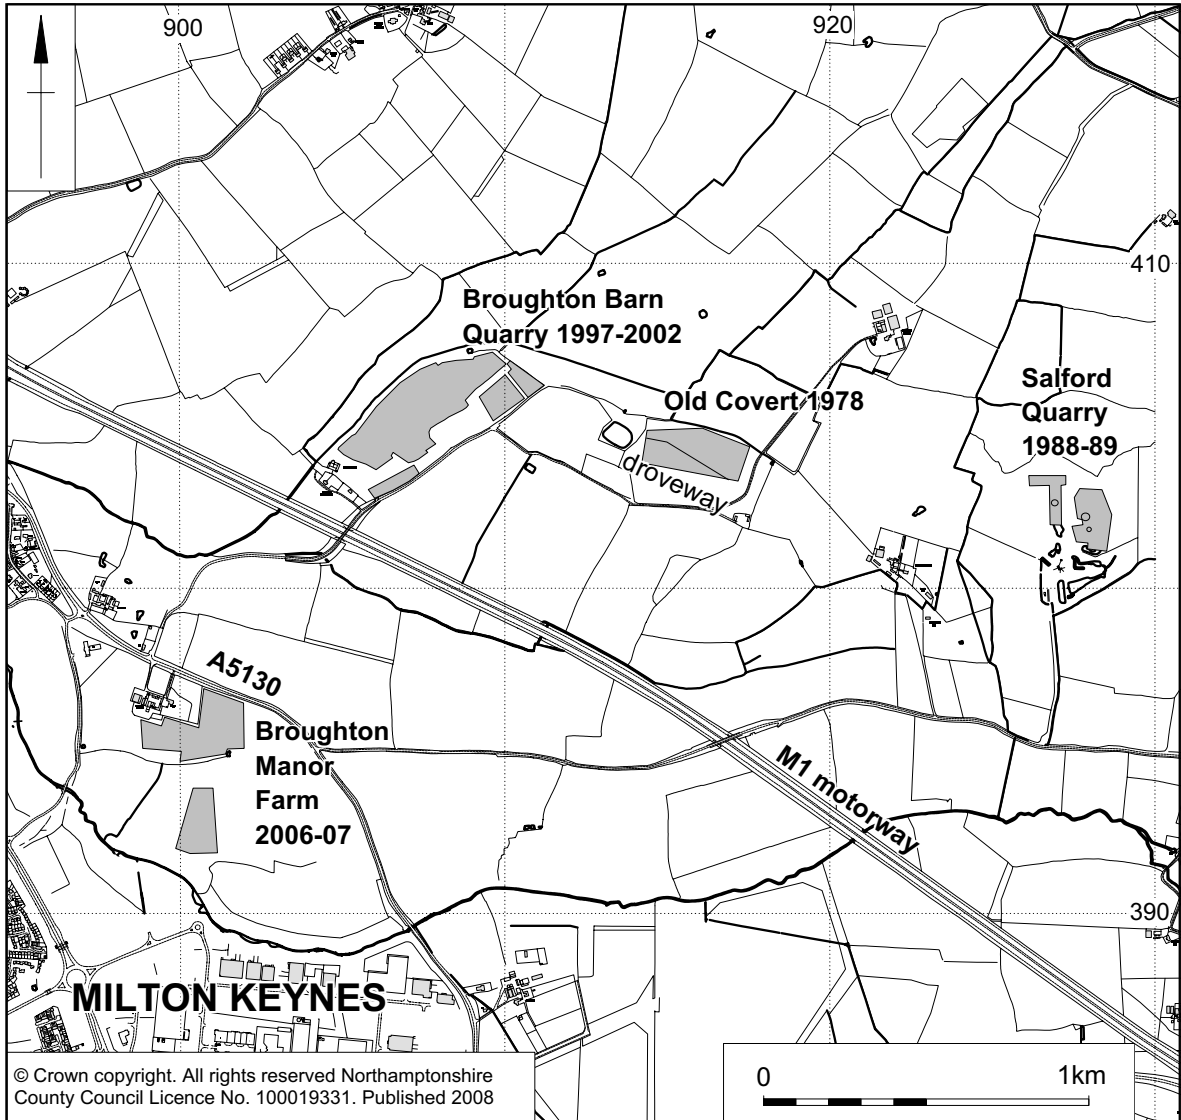 900
920
410
Broughton Barn
Quarry 1997-2002
Old Covert 1978
Salford
Quarry
1988-89
droveway
A5130
Broughton
Manor
Farm
2006-07
M1 motorway
390
MILTON KEYNES
© Crown copyright. All rights reserved Northamptonshire
County Council Licence No. 100019331. Published 2008
0
1km